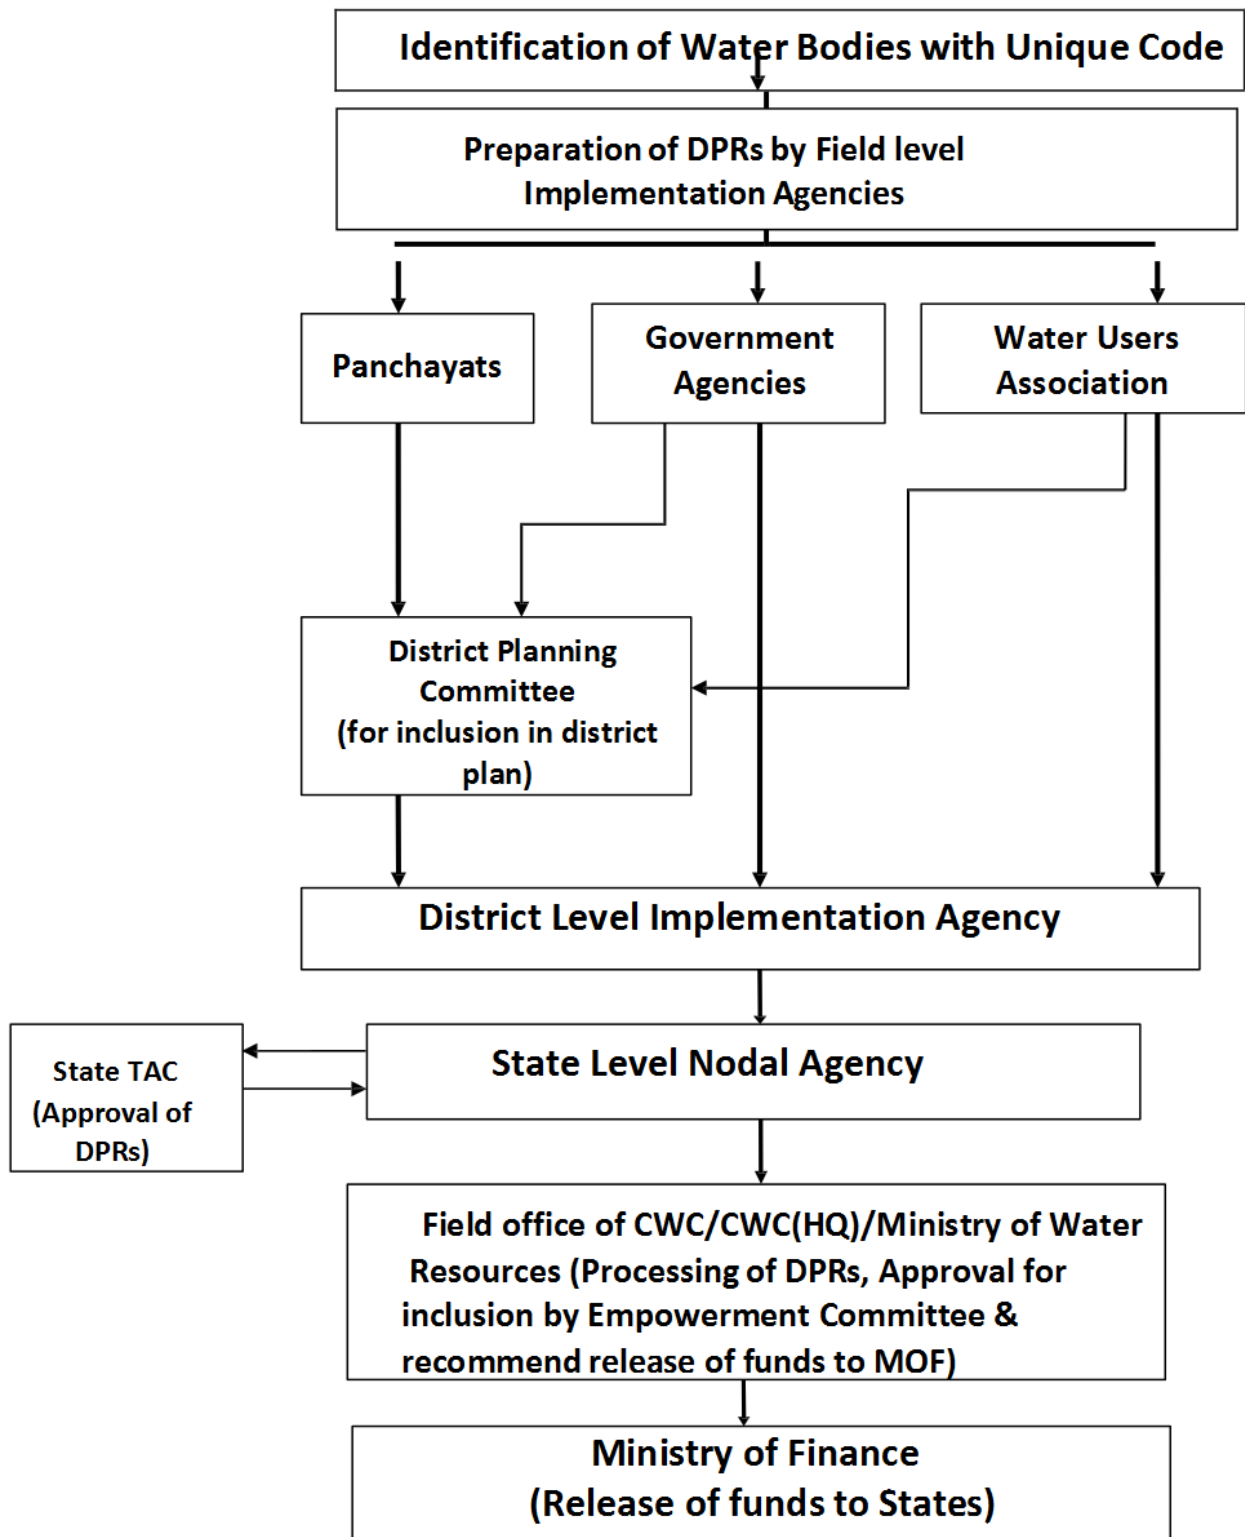 Identification of Water Bodies with Unique Code
Preparation of DPRs by Field level
Implementation Agencies
Panchayats
Government
Agencies
Water Users
Association
District Planning
Committee
(for inclusion in district
plan)
District Level Implementation Agency
State TAC
(Approval of
DPRs)
State Level Nodal Agency
Field office of CWC/CWC(HQ)/Ministry of Water
Resources (Processing of DPRs, Approval for
inclusion by Empowerment Committee &
recommend release of funds to MOF)
Ministry of Finance
(Release of funds to States)